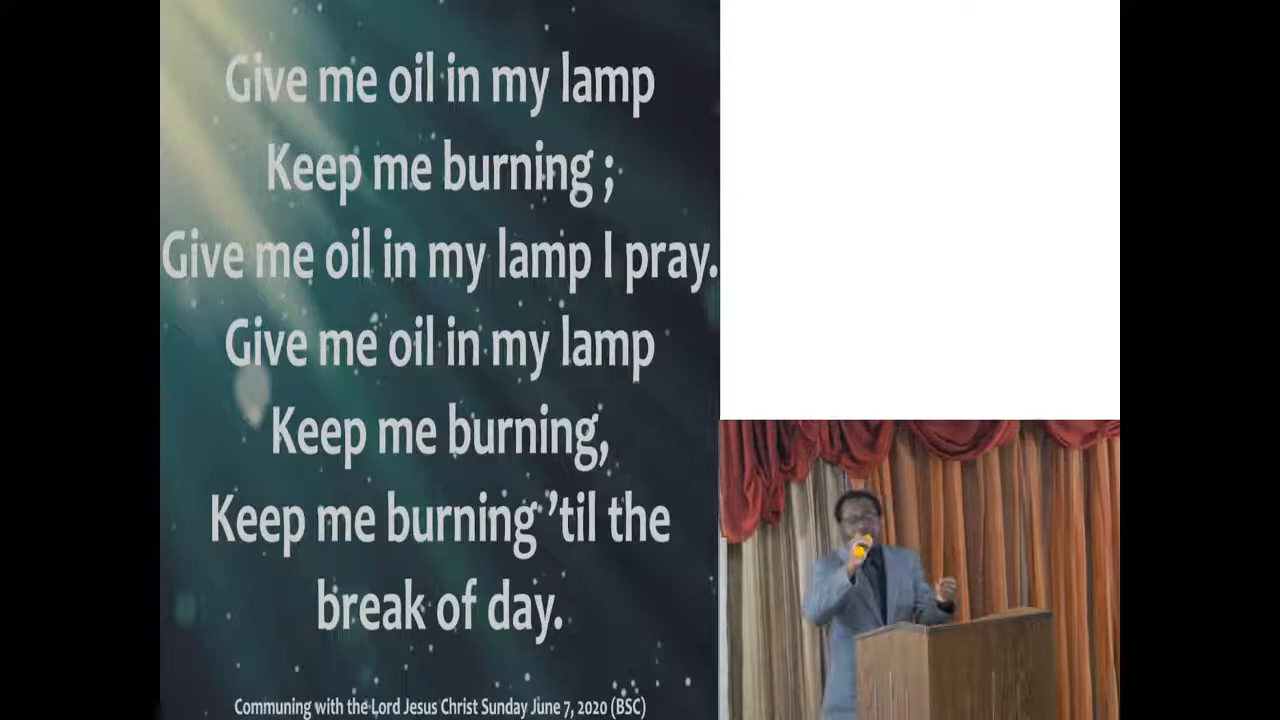 Give me oil in my lamp
Keep me burning ;
Give me oil in my lamp I pray.
Give me oil in my lamp
Keep me burning,
Keep me burning ’til the
break of day.
Communing with the Lord Jesus Christ Sunday June 7, 2020 (BSC)